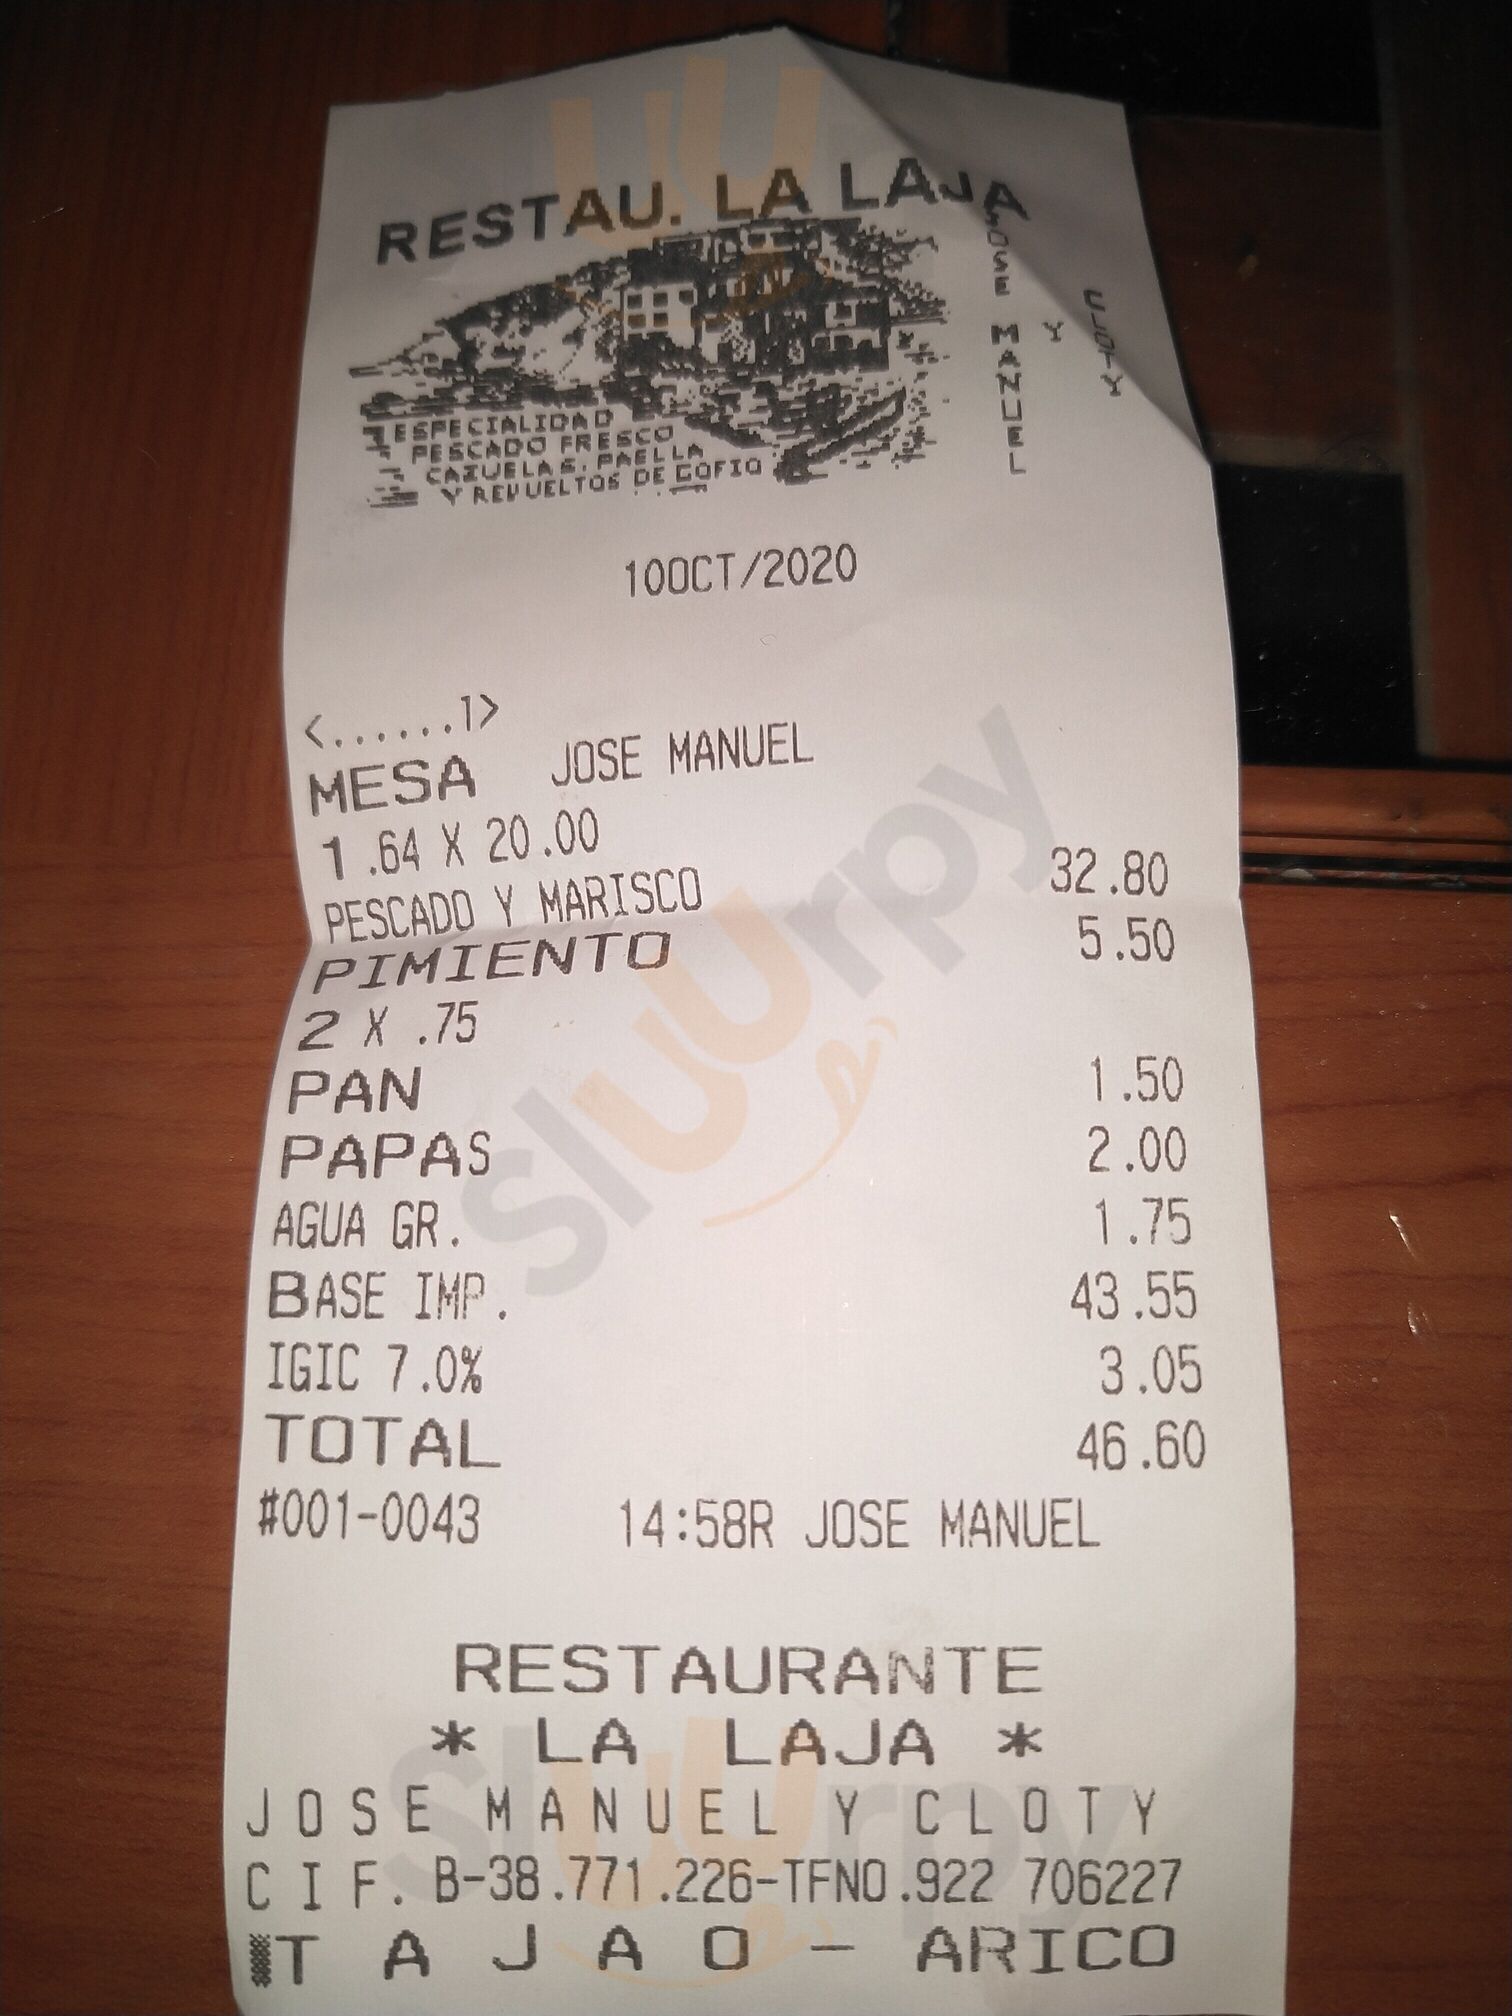 RESTAU. LA LAJA
JOSE MANUEL
Y
CLOTY
ESPECIALIDAD
PESCADO FRESCO
CAZUELAS, PAELLA
Y REVUELTOS DE GOFIO
10OCT/2020
<......1>
MESA JOSE MANUEL
1.64 X 20.00
PESCADO Y MARISCO 32.80
PIMIENTO 5.50
2 X .75
PAN 1.50
PAPAS 2.00
AGUA GR. 1.75
BASE IMP. 43.55
IGIC 7.0% 3.05
TOTAL 46.60
#001-0043 14:58R JOSE MANUEL
RESTAURANTE
* LA LAJA *
JOSE MANUEL Y CLOTY
CIF. B-38.771.226-TFNO.922 706227
TAJAO - ARICO
Sluurpy
Sluurpy